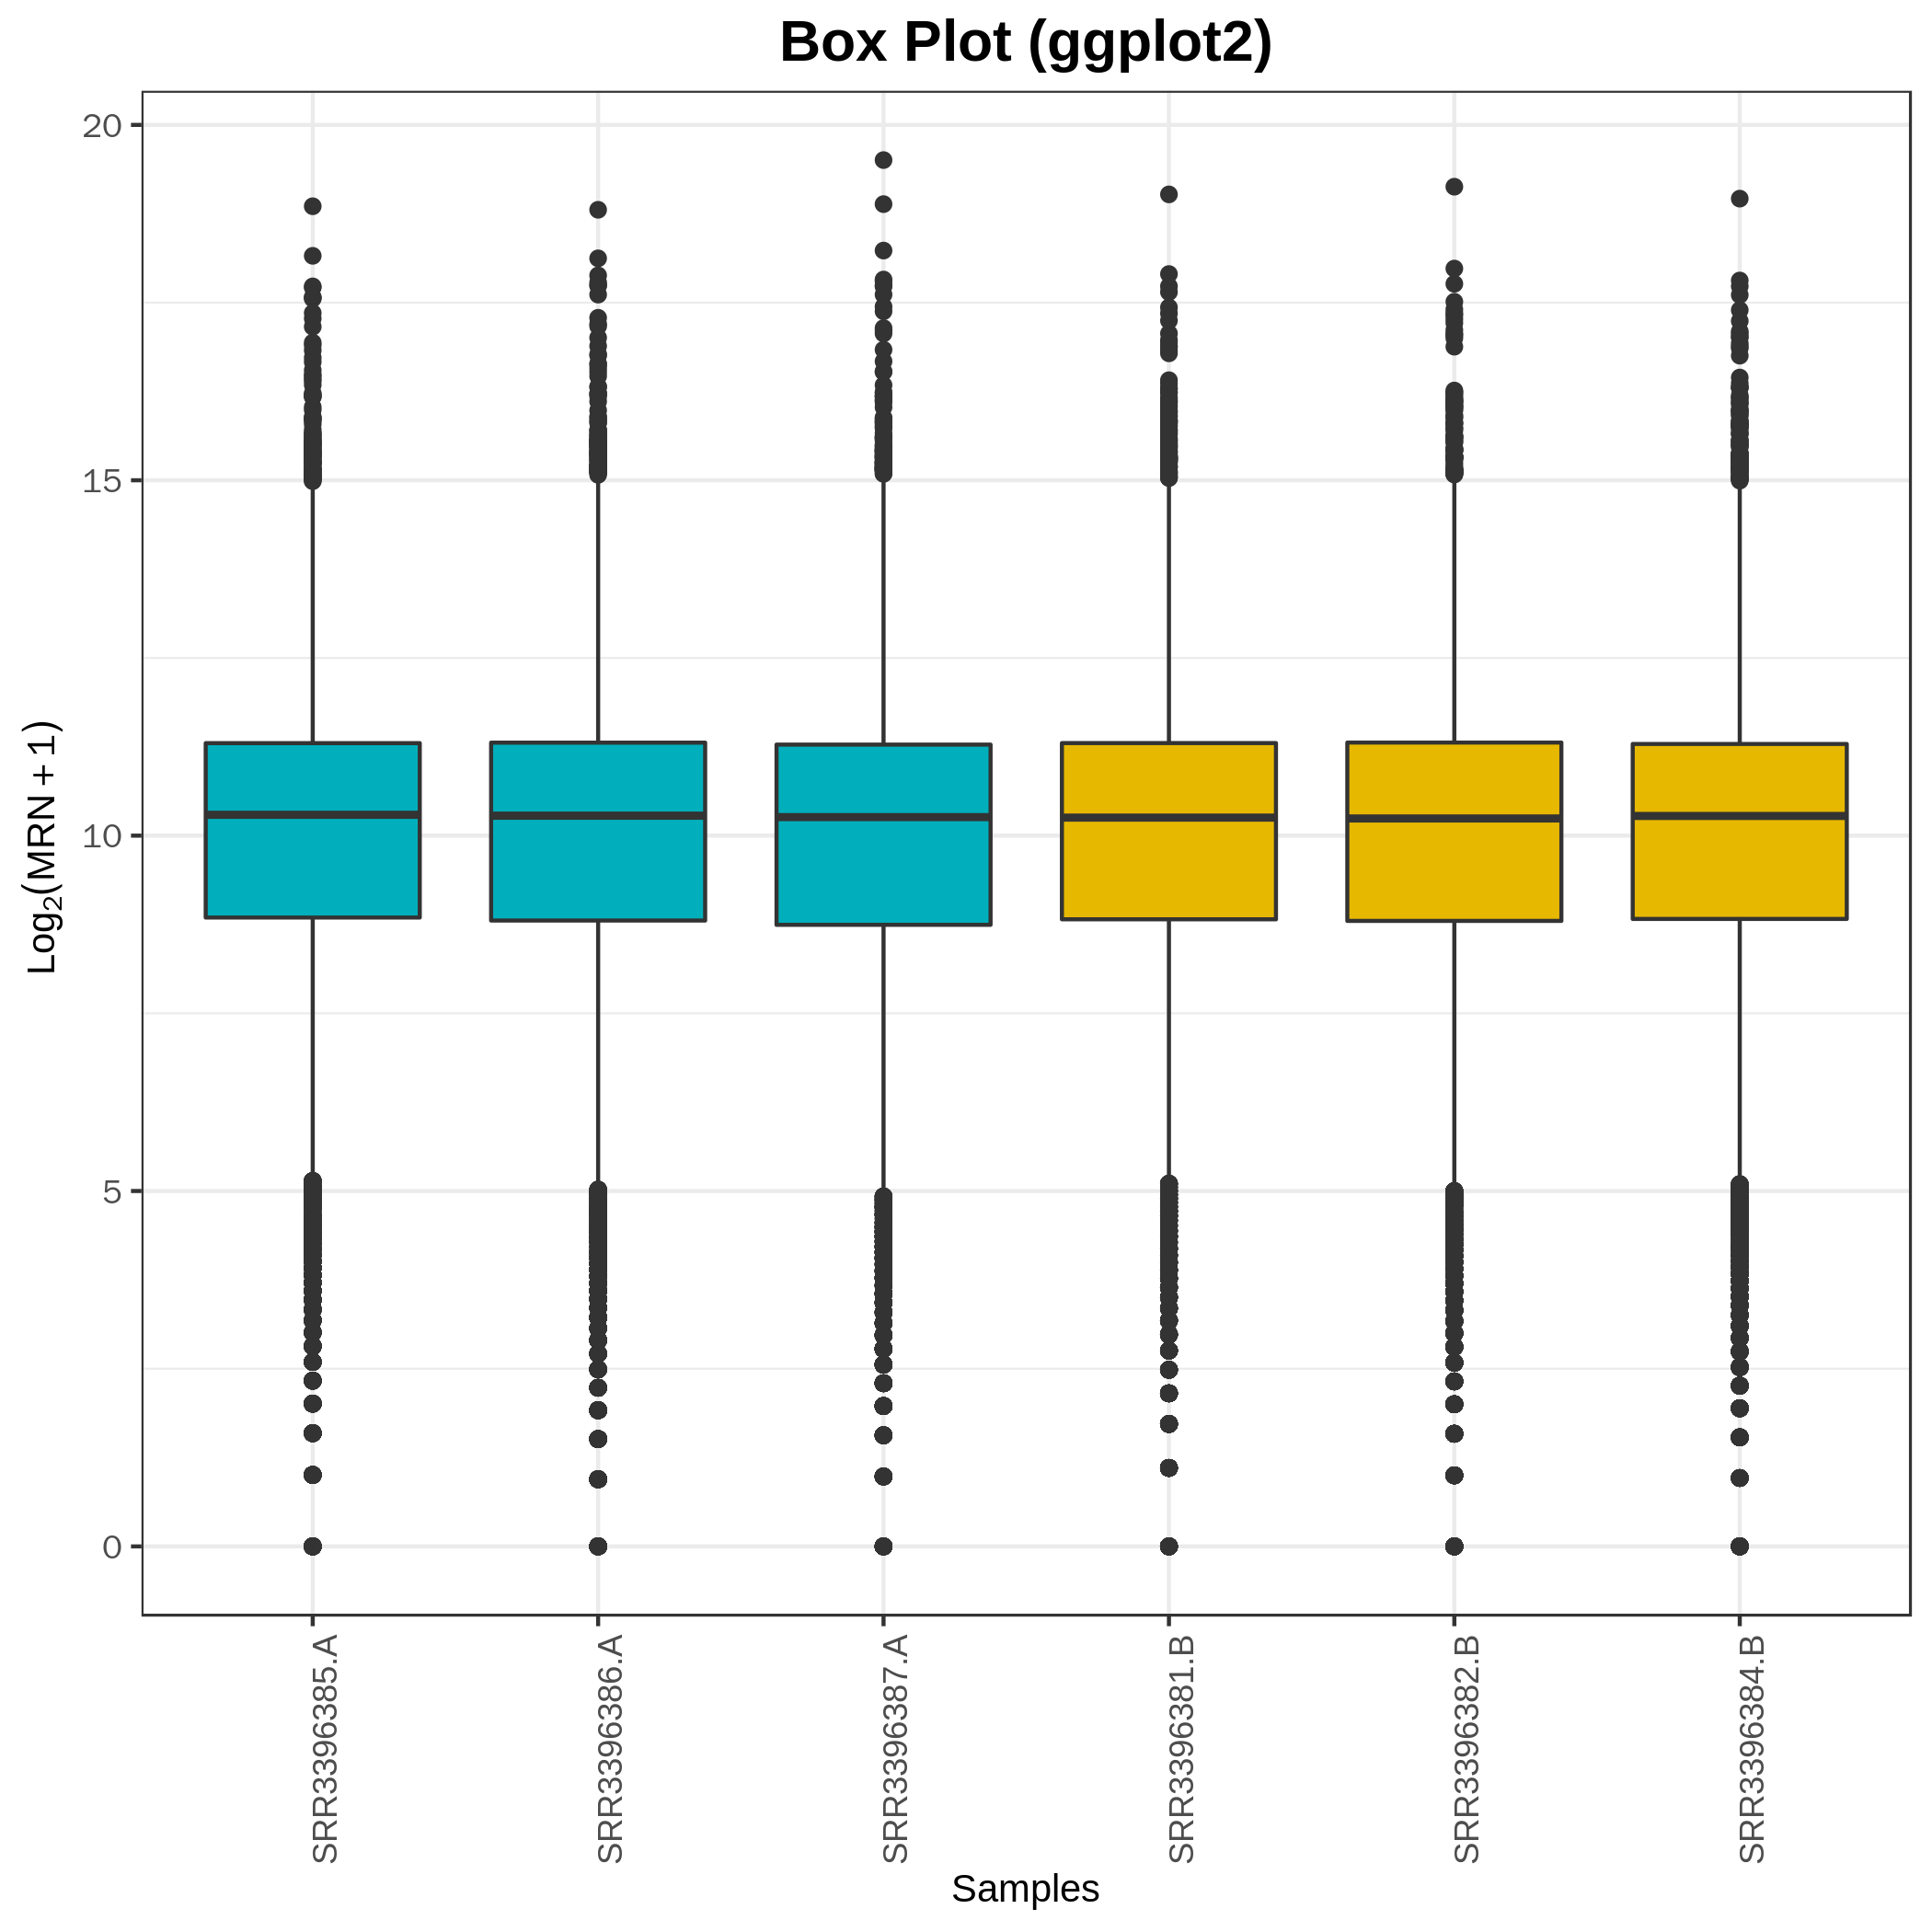 Box Plot (ggplot2)
Log₂(MRN + 1)
20
15
10
5
0
SRR3396385.A
SRR3396386.A
SRR3396387.A
SRR3396381.B
SRR3396382.B
SRR3396384.B
Samples